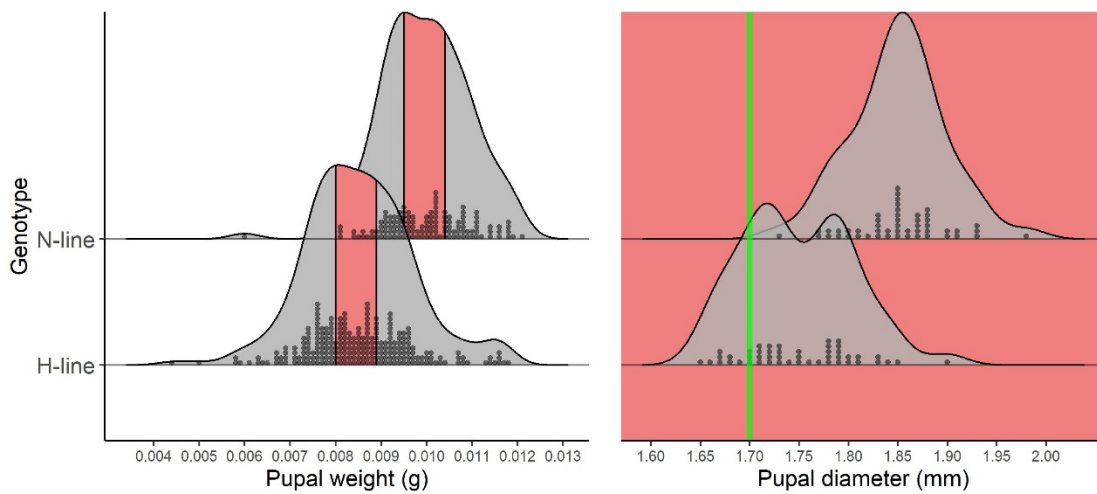 Genotype
N-line
H-line
0.004 0.005 0.006 0.007 0.008 0.009 0.010 0.011 0.012 0.013
Pupal weight (g)
1.60 1.65 1.70 1.75 1.80 1.85 1.90 1.95 2.00
Pupal diameter (mm)